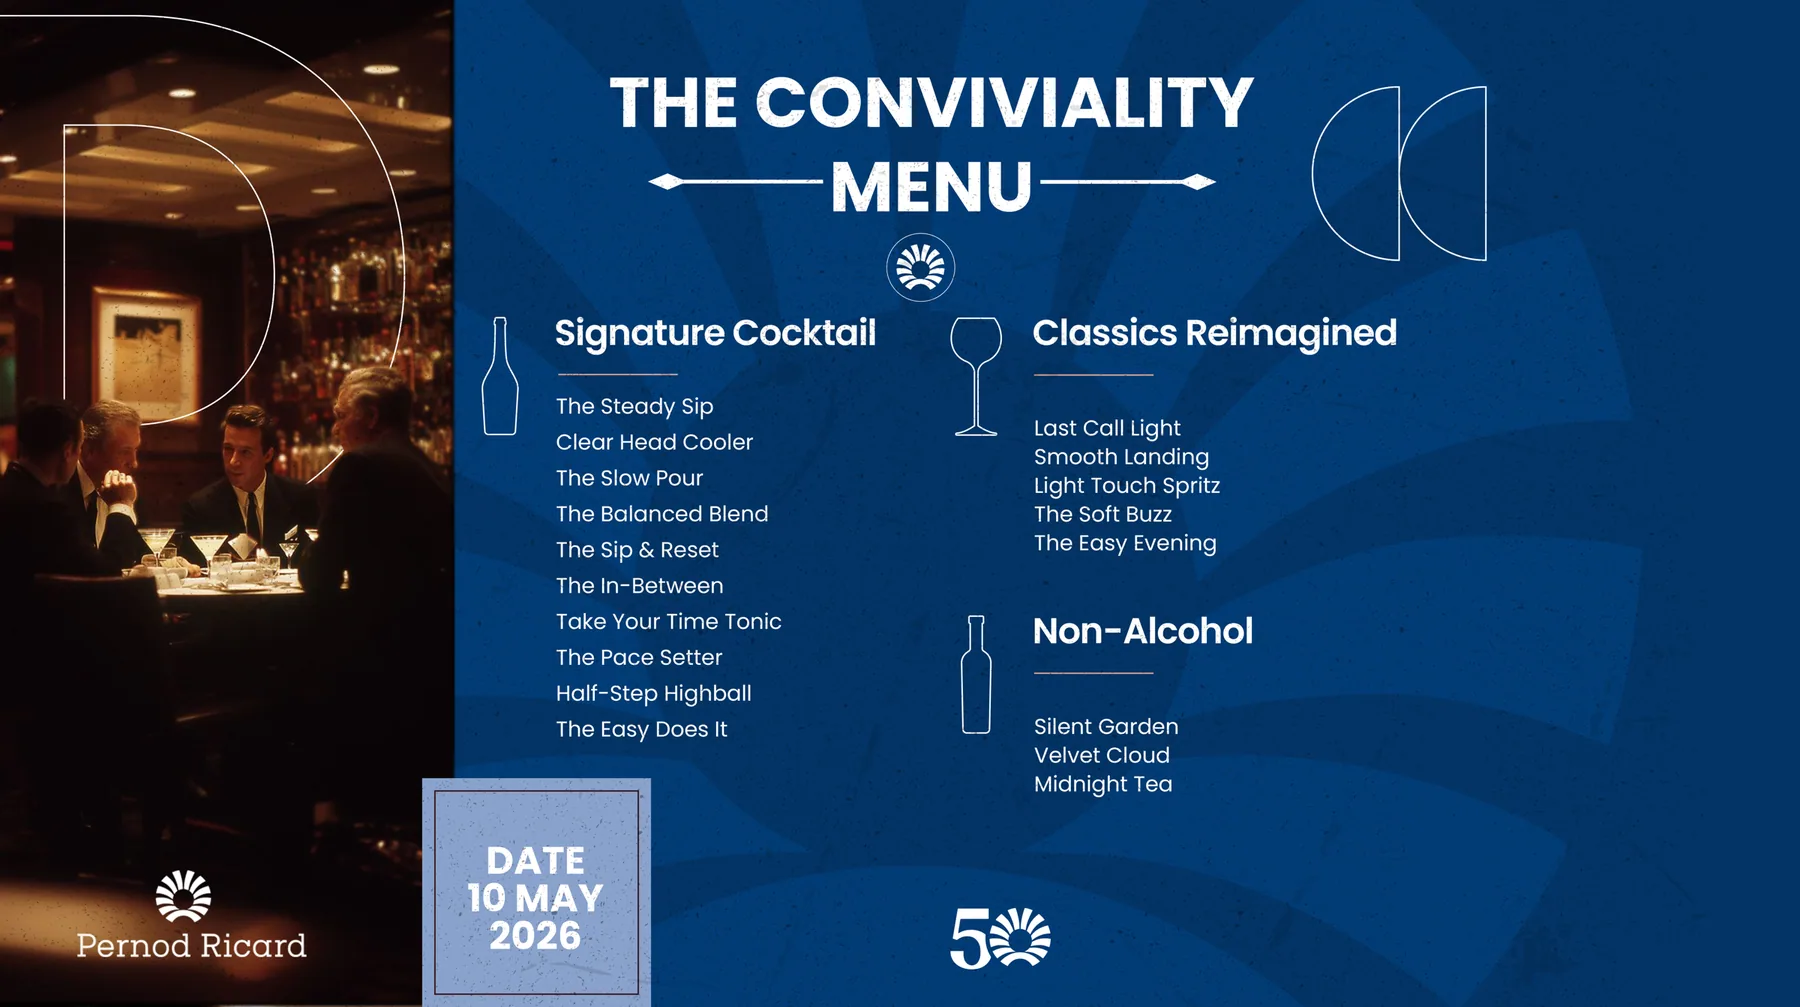 THE CONVIVIALITY
MENU
Signature Cocktail
The Steady Sip
Clear Head Cooler
The Slow Pour
The Balanced Blend
The Sip & Reset
The In-Between
Take Your Time Tonic
The Pace Setter
Half-Step Highball
The Easy Does It
Classics Reimagined
Last Call Light
Smooth Landing
Light Touch Spritz
The Soft Buzz
The Easy Evening
Non-Alcohol
Silent Garden
Velvet Cloud
Midnight Tea
DATE
10 MAY
2026
Pernod Ricard
50